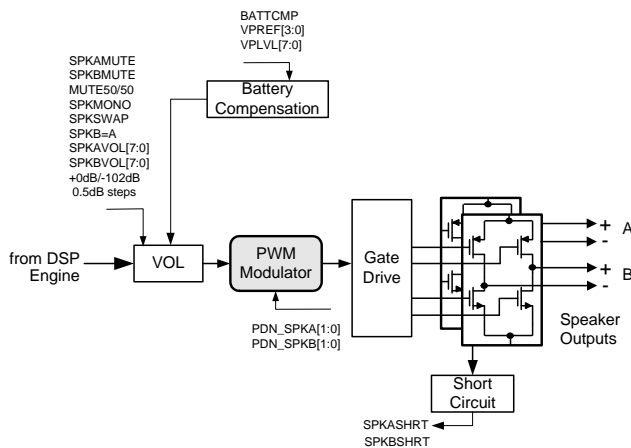 BATTCMP
VPREF[3:0]
VPLVL[7:0]
SPKAMUTE
SPKBMUTE
MUTE50/50
SPKMONO
SPKSWAP
SPKB=A
SPKAVOL[7:0]
SPKBVOL[7:0]
+0dB/-102dB
0.5dB steps
Battery
Compensation
from DSP
Engine
VOL
PWM
Modulator
Gate
Drive
+
-
A
+
-
B
Speaker
Outputs
PDN_SPKA[1:0]
PDN_SPKB[1:0]
Short
Circuit
SPKASHRT
SPKBSHRT